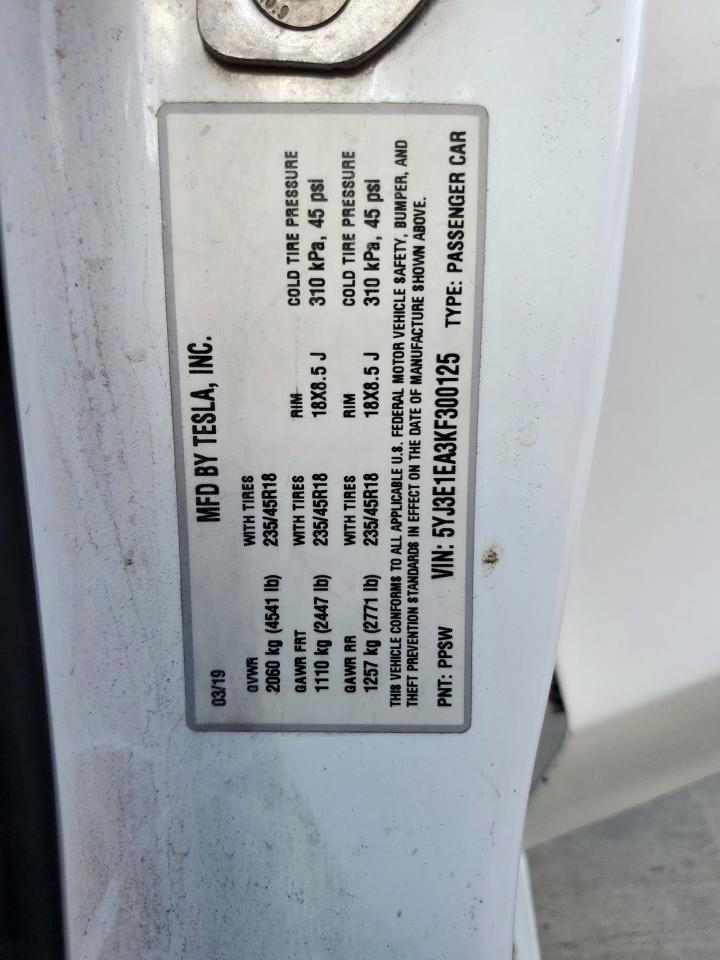 03/19 MFD BY TESLA, INC.
GVWR WITH TIRES
2060 kg (4541 lb) 235/45R18
GAWR FRT WITH TIRES RIM COLD TIRE PRESSURE
1110 kg (2447 lb) 235/45R18 18X8.5 J 310 kPa, 45 psi
GAWR RR WITH TIRES RIM COLD TIRE PRESSURE
1257 kg (2771 lb) 235/45R18 18X8.5 J 310 kPa, 45 psi
THIS VEHICLE CONFORMS TO ALL APPLICABLE U.S. FEDERAL MOTOR VEHICLE SAFETY, BUMPER, AND
THEFT PREVENTION STANDARDS IN EFFECT ON THE DATE OF MANUFACTURE SHOWN ABOVE.
PNT: PPSW VIN: 5YJ3E1EA3KF300125 TYPE: PASSENGER CAR